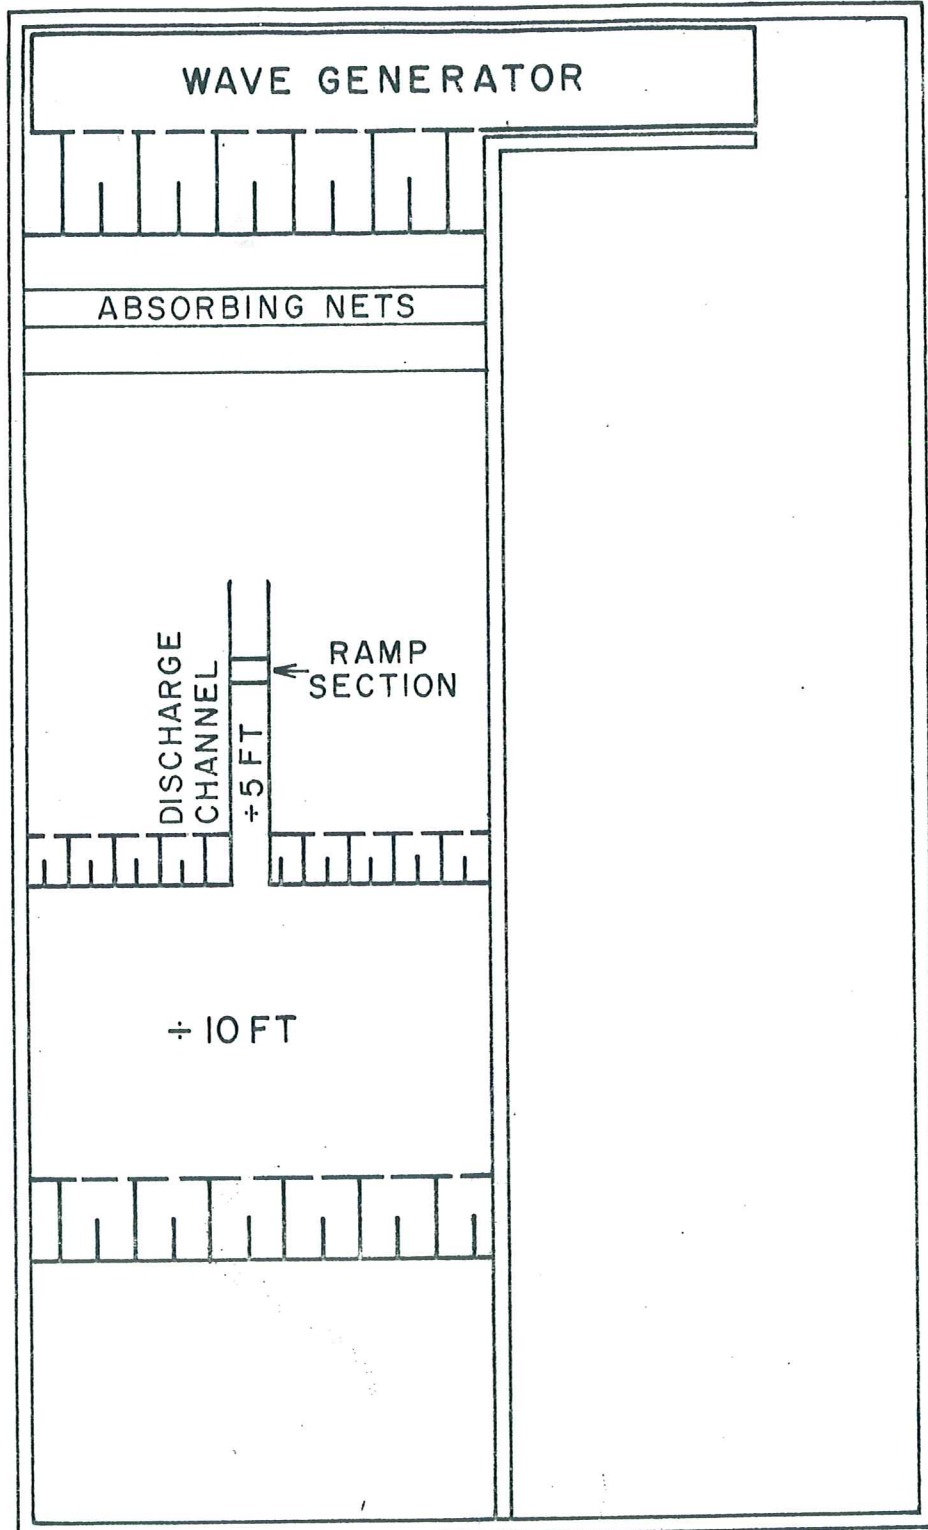 WAVE GENERATOR
ABSORBING NETS
RAMP
SECTION
DISCHARGE
CHANNEL
÷5 FT
÷ 10 FT